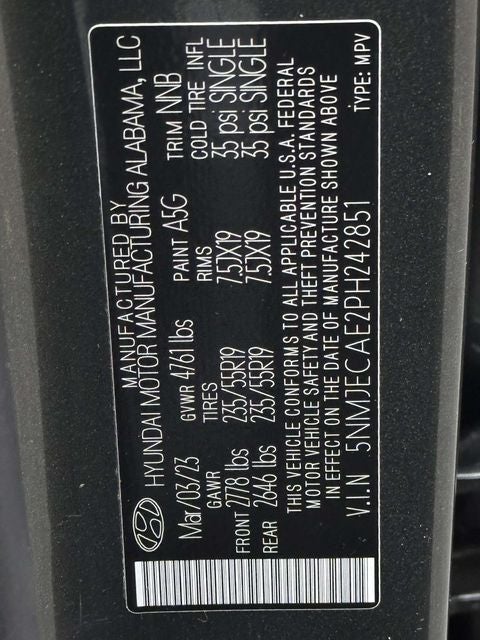 MANUFACTURED BY
HYUNDAI MOTOR MANUFACTURING ALABAMA, LLC
Mar/03/23 GVWR 4761 lbs PAINT A5G TRIM NNB
GAWR TIRES RIMS COLD TIRE INFL
FRONT 2778 lbs 235/55R19 7.5JX19 35 psi SINGLE
REAR 2646 lbs 235/55R19 7.5JX19 35 psi SINGLE
THIS VEHICLE CONFORMS TO ALL APPLICABLE U.S.A. FEDERAL
MOTOR VEHICLE SAFETY AND THEFT PREVENTION STANDARDS
IN EFFECT ON THE DATE OF MANUFACTURE SHOWN ABOVE
V.I.N 5NMJECAE2PH242851 TYPE: MPV